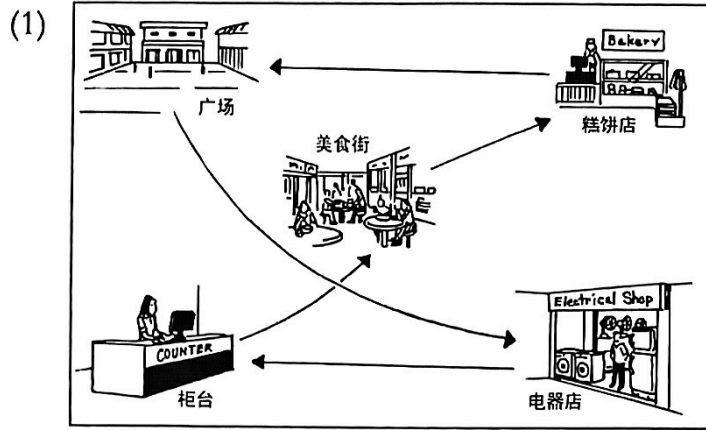 (1)
Bakery
广场
糕饼店
美食街
Electrical Shop
COUNTER
柜台
电器店